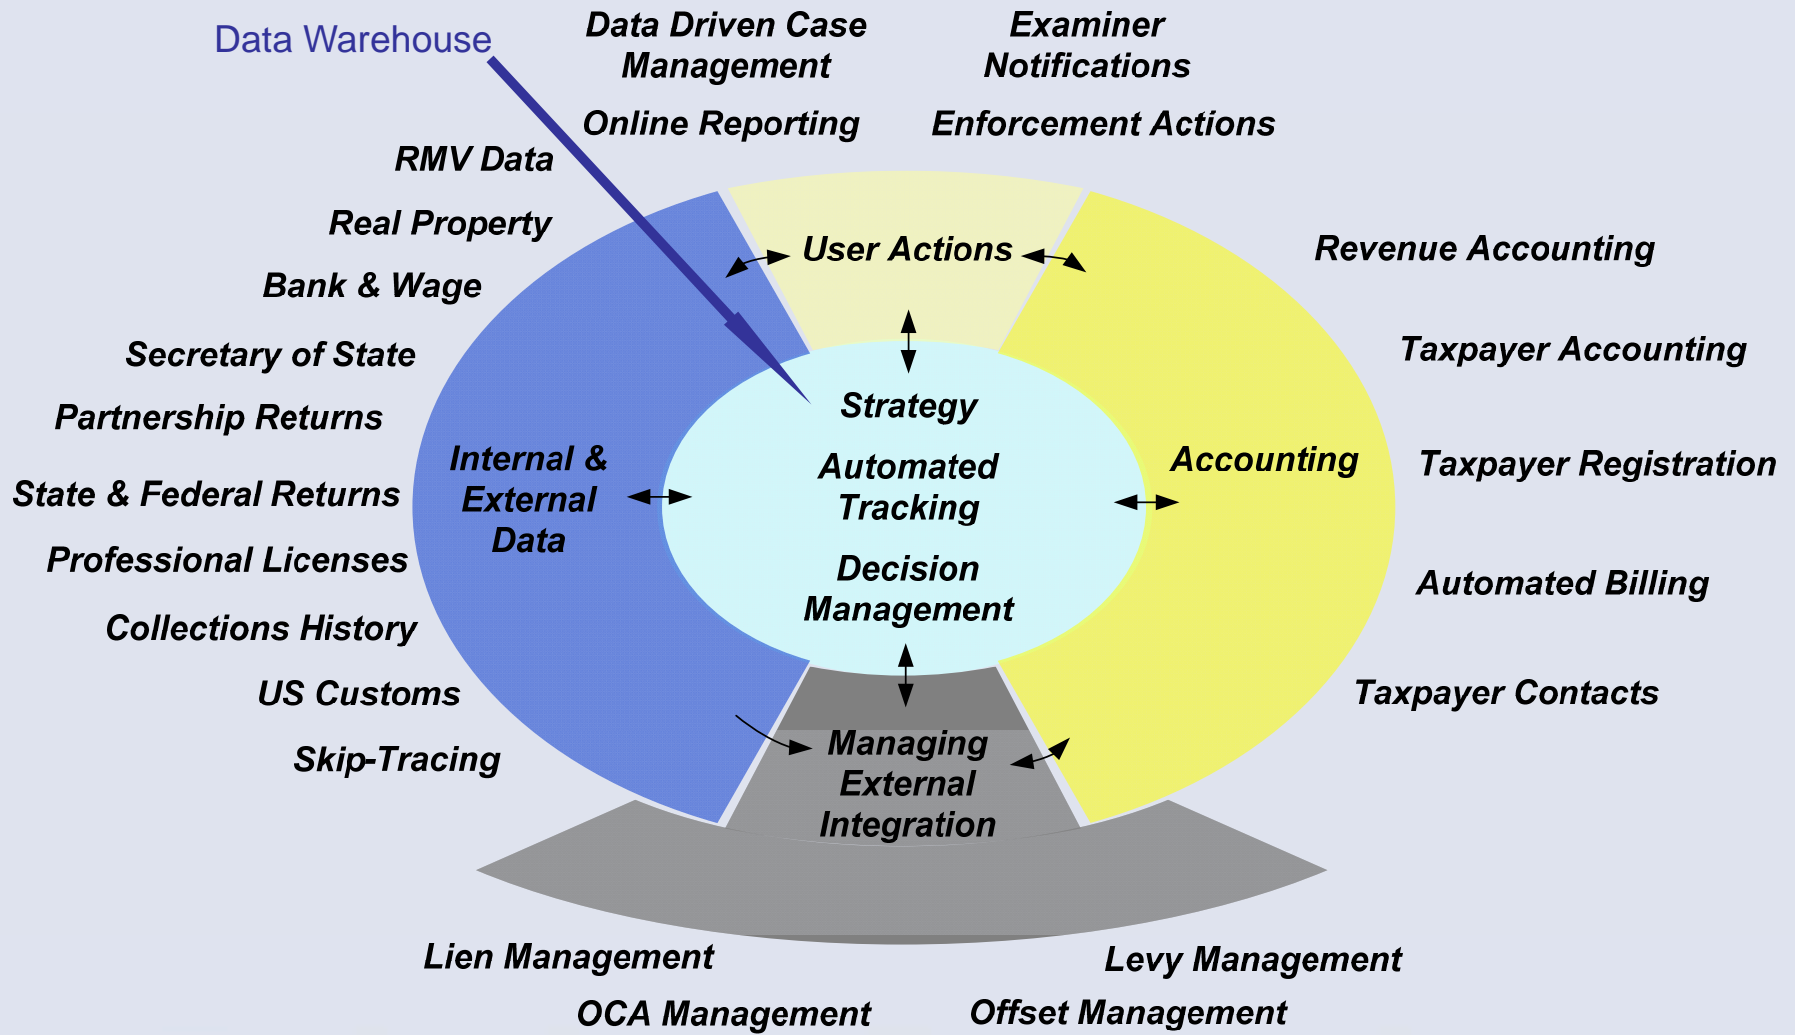 Data Warehouse
Data Driven Case
Management
Examiner
Notifications
Online Reporting
Enforcement Actions
RMV Data
Real Property
Bank & Wage
Secretary of State
Partnership Returns
State & Federal Returns
Professional Licenses
Collections History
US Customs
Skip-Tracing
User Actions
Internal &
External
Data
Strategy
Automated
Tracking
Decision
Management
Accounting
Managing
External
Integration
Revenue Accounting
Taxpayer Accounting
Taxpayer Registration
Automated Billing
Taxpayer Contacts
Lien Management
Levy Management
OCA Management
Offset Management